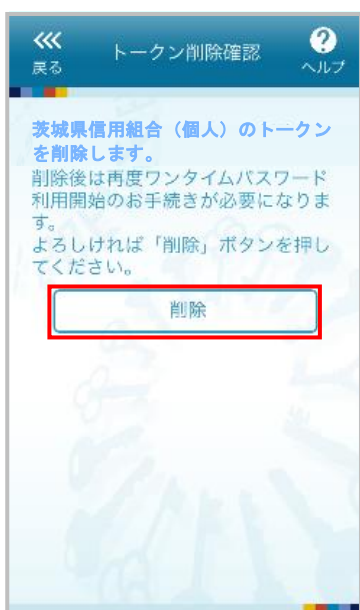 戻る
トークン削除確認
?
ヘルプ
茨城県信用組合（個人）のトークン
を削除します。
削除後は再度ワンタイムパスワード
利用開始のお手続きが必要になりま
す。
よろしければ「削除」ボタンを押し
てください。
削除